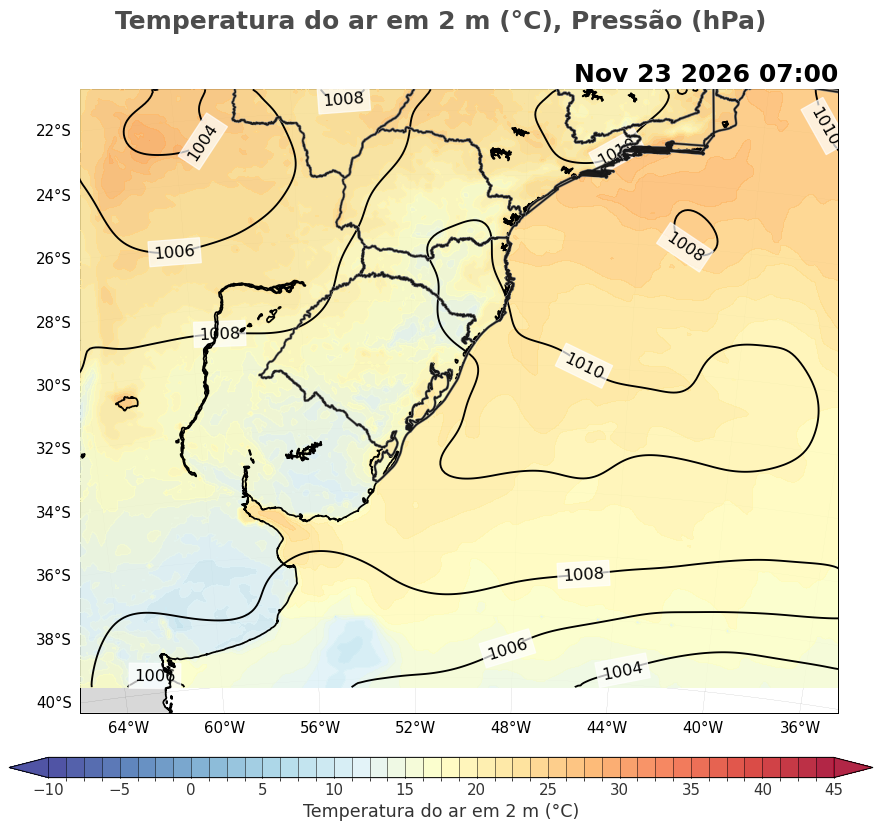 Temperatura do ar em 2 m (°C), Pressão (hPa)
Nov 23 2026 07:00
1008
1004
1010
1010
22°S
24°S
1006
1008
26°S
28°S
1008
1010
30°S
32°S
34°S
1008
36°S
1006
38°S
1006
1004
40°S
64°W 60°W 56°W 52°W 48°W 44°W 40°W 36°W
−10 −5 0 5 10 15 20 25 30 35 40 45
Temperatura do ar em 2 m (°C)